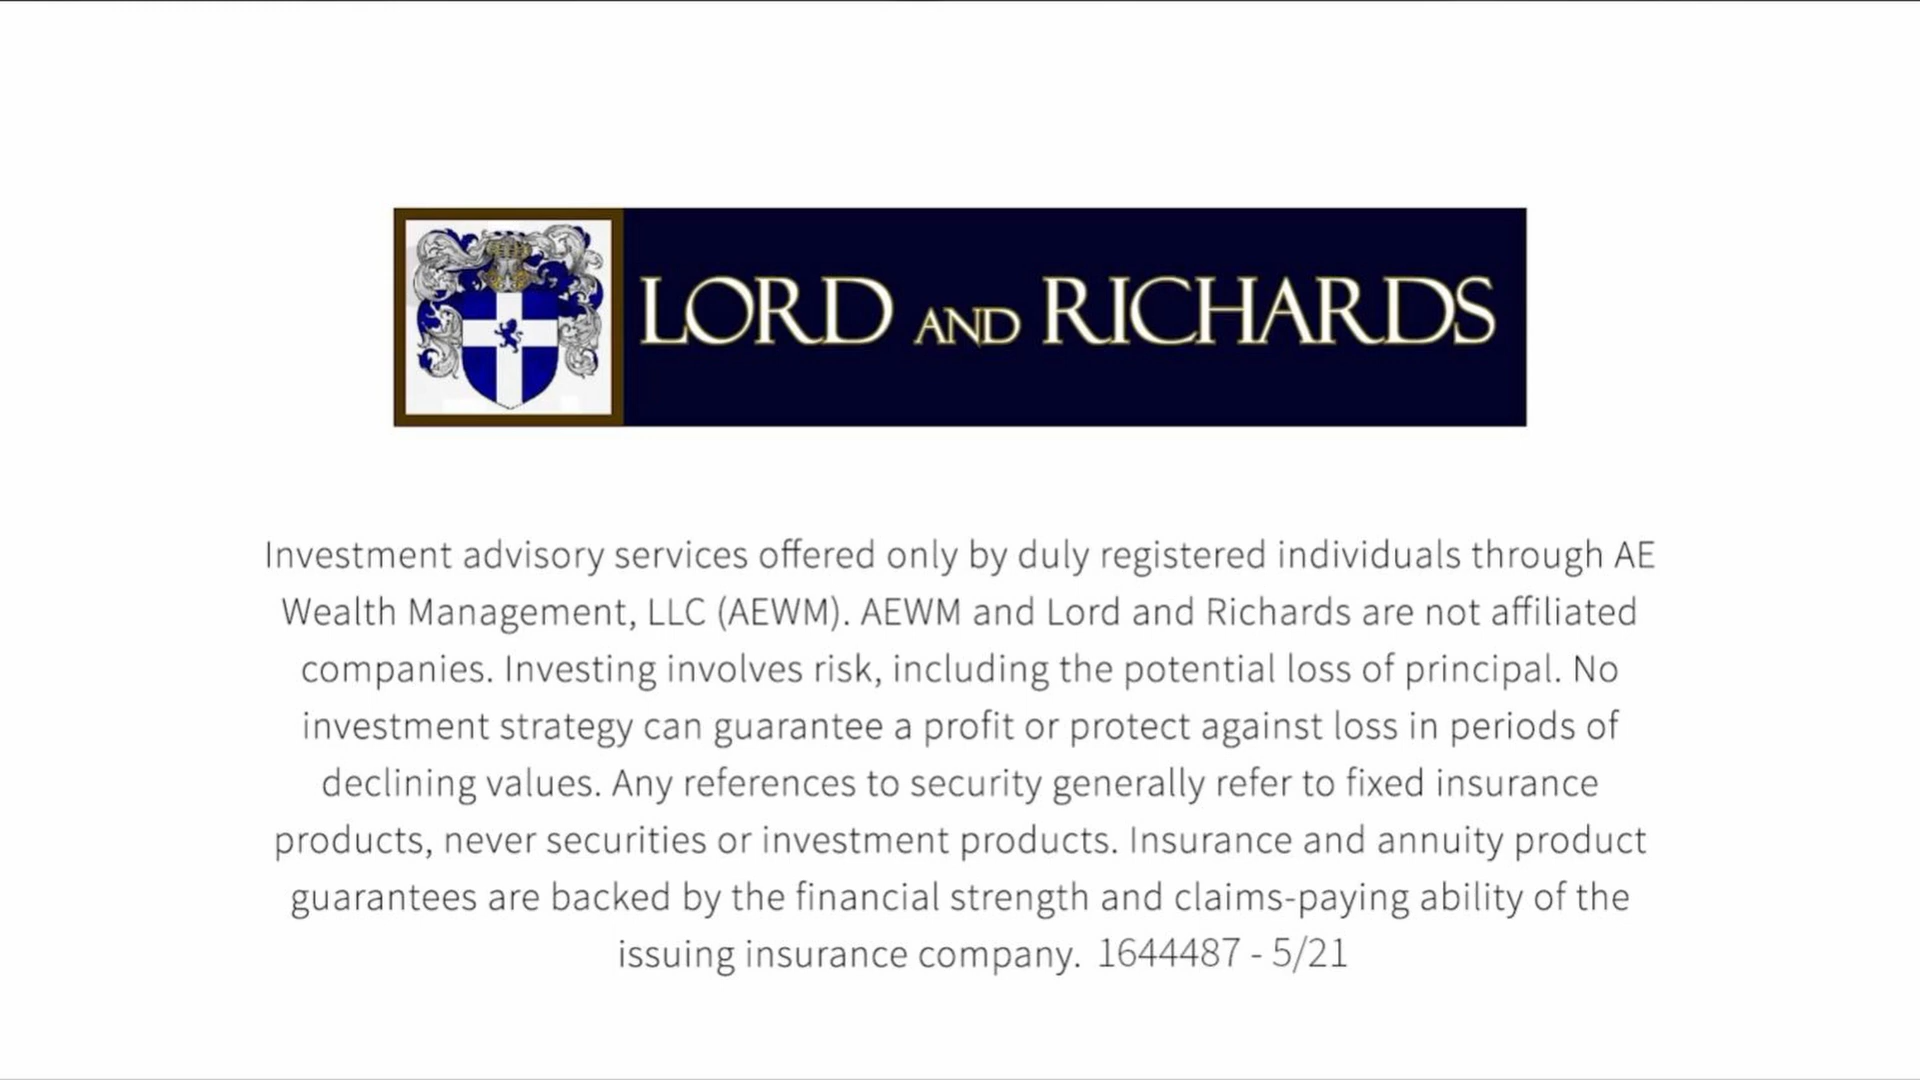 LORD AND RICHARDS
Investment advisory services offered only by duly registered individuals through AE
Wealth Management, LLC (AEWM). AEWM and Lord and Richards are not affiliated
companies. Investing involves risk, including the potential loss of principal. No
investment strategy can guarantee a profit or protect against loss in periods of
declining values. Any references to security generally refer to fixed insurance
products, never securities or investment products. Insurance and annuity product
guarantees are backed by the financial strength and claims-paying ability of the
issuing insurance company. 1644487 - 5/21